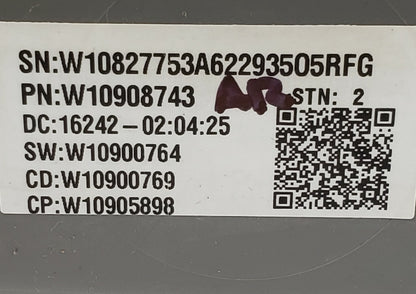 SN:W10827753A62293505RFG
PN:W10908743 STN: 2
DC:16242-02:04:25
SW:W10900764
CD:W10900769
CP:W10905898